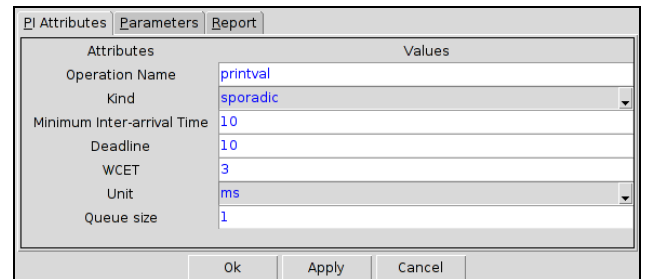 PI Attributes Parameters Report
Attributes Values
Operation Name printval
Kind sporadic
Minimum Inter-arrival Time 10
Deadline 10
WCET 3
Unit ms
Queue size 1
Ok Apply Cancel